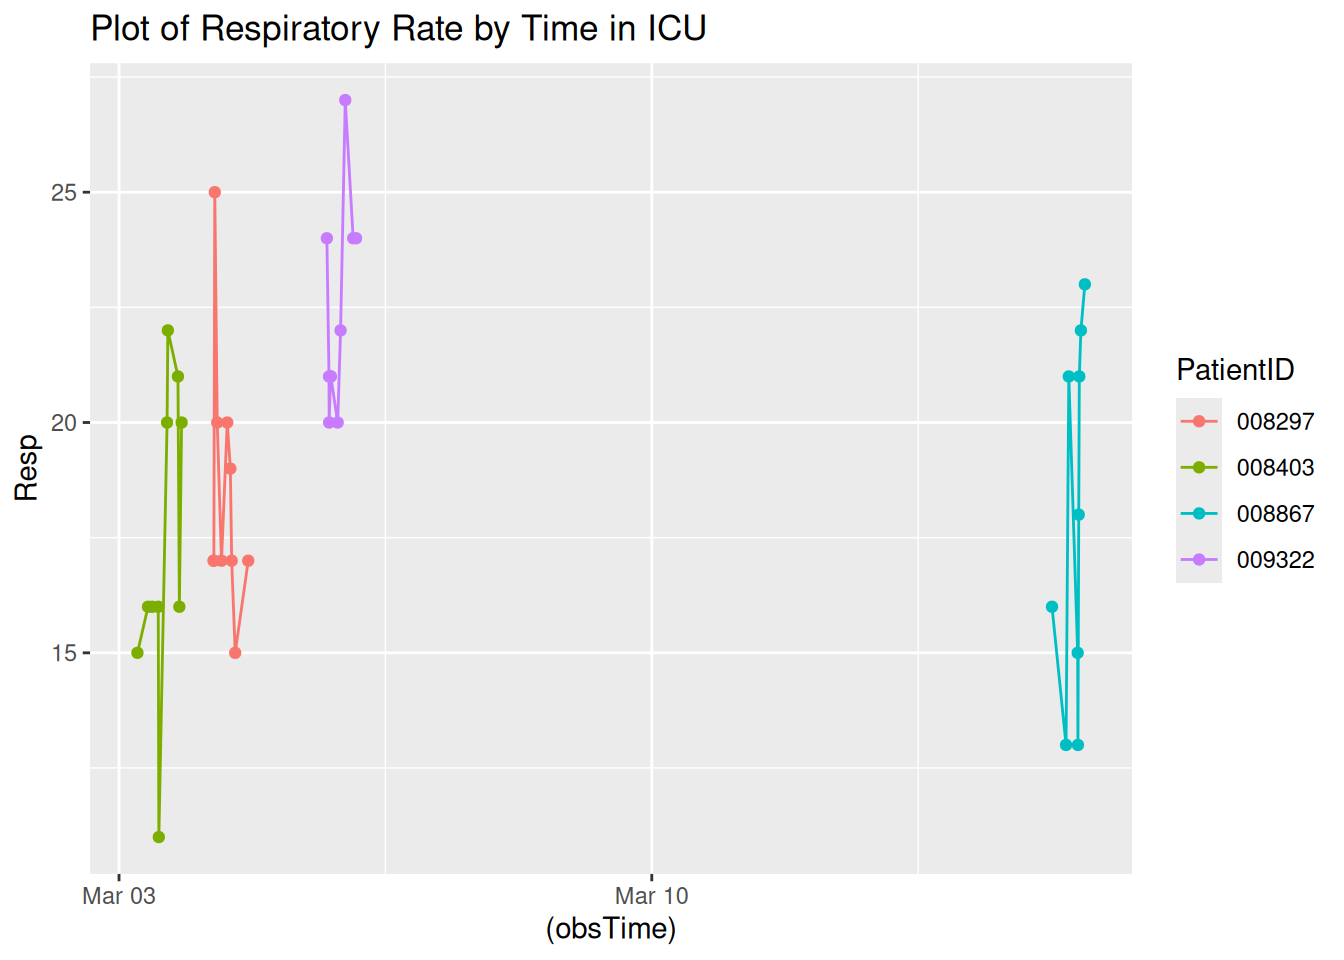 Plot of Respiratory Rate by Time in ICU
25
20
15
Resp
Mar 03
Mar 10
(obsTime)
PatientID
008297
008403
008867
009322